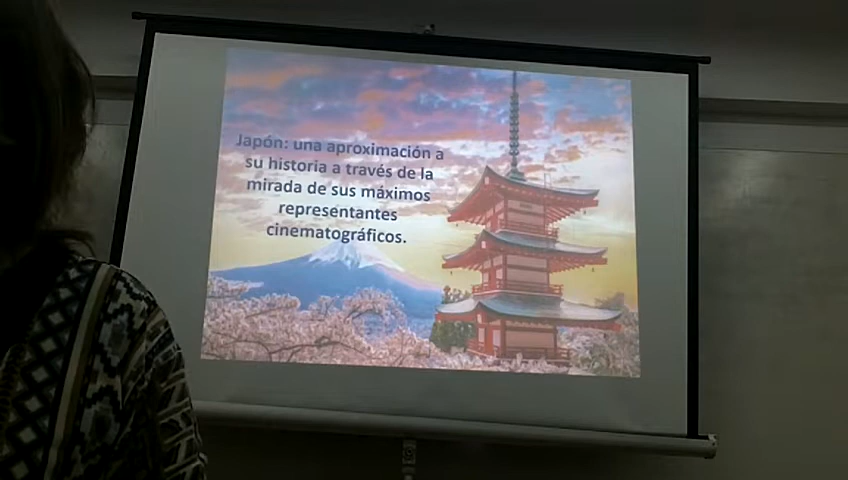 Japón: una aproximación a
su historia a través de la
mirada de sus máximos
representantes
cinematográficos.